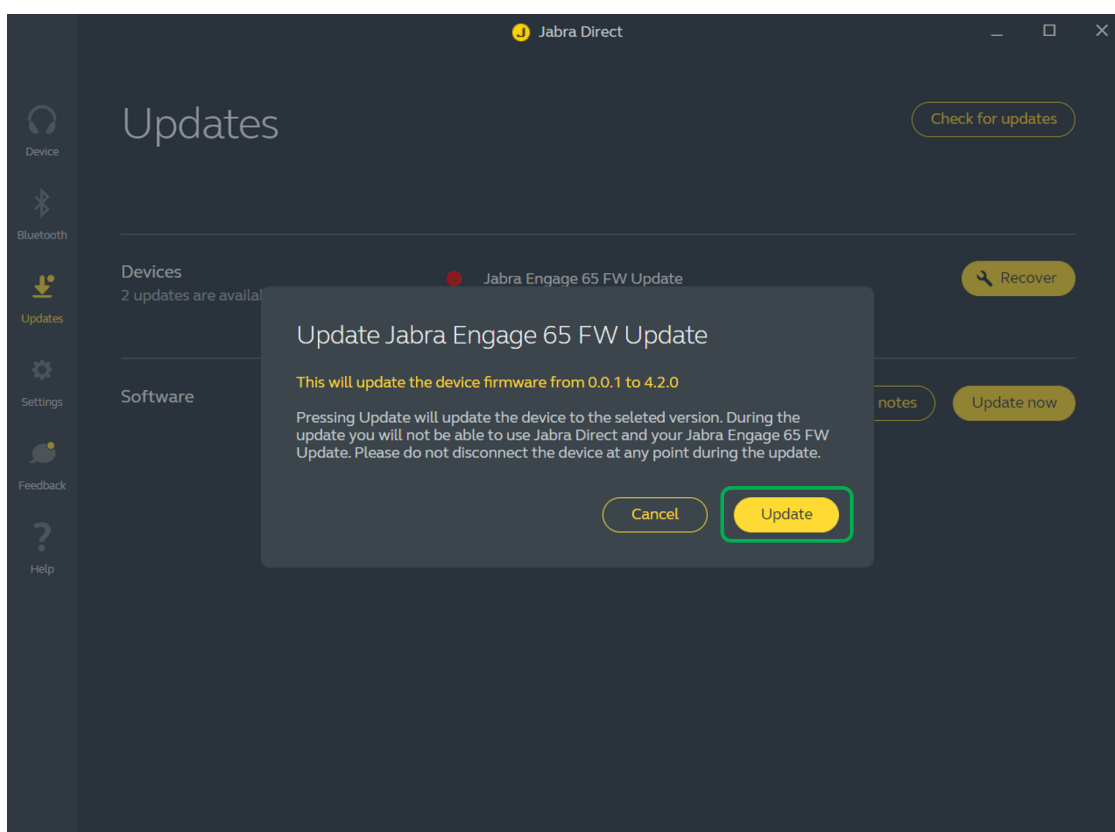 Jabra Direct
Updates
Check for updates
Device
Bluetooth
Devices
Jabra Engage 65 FW Update
Recover
2 updates are availa
Updates
Update Jabra Engage 65 FW Update
This will update the device firmware from 0.0.1 to 4.2.0
Software
notes
Update now
Settings
Pressing Update will update the device to the seleted version. During the
update you will not be able to use Jabra Direct and your Jabra Engage 65 FW
Update. Please do not disconnect the device at any point during the update.
Feedback
Cancel
Update
Help